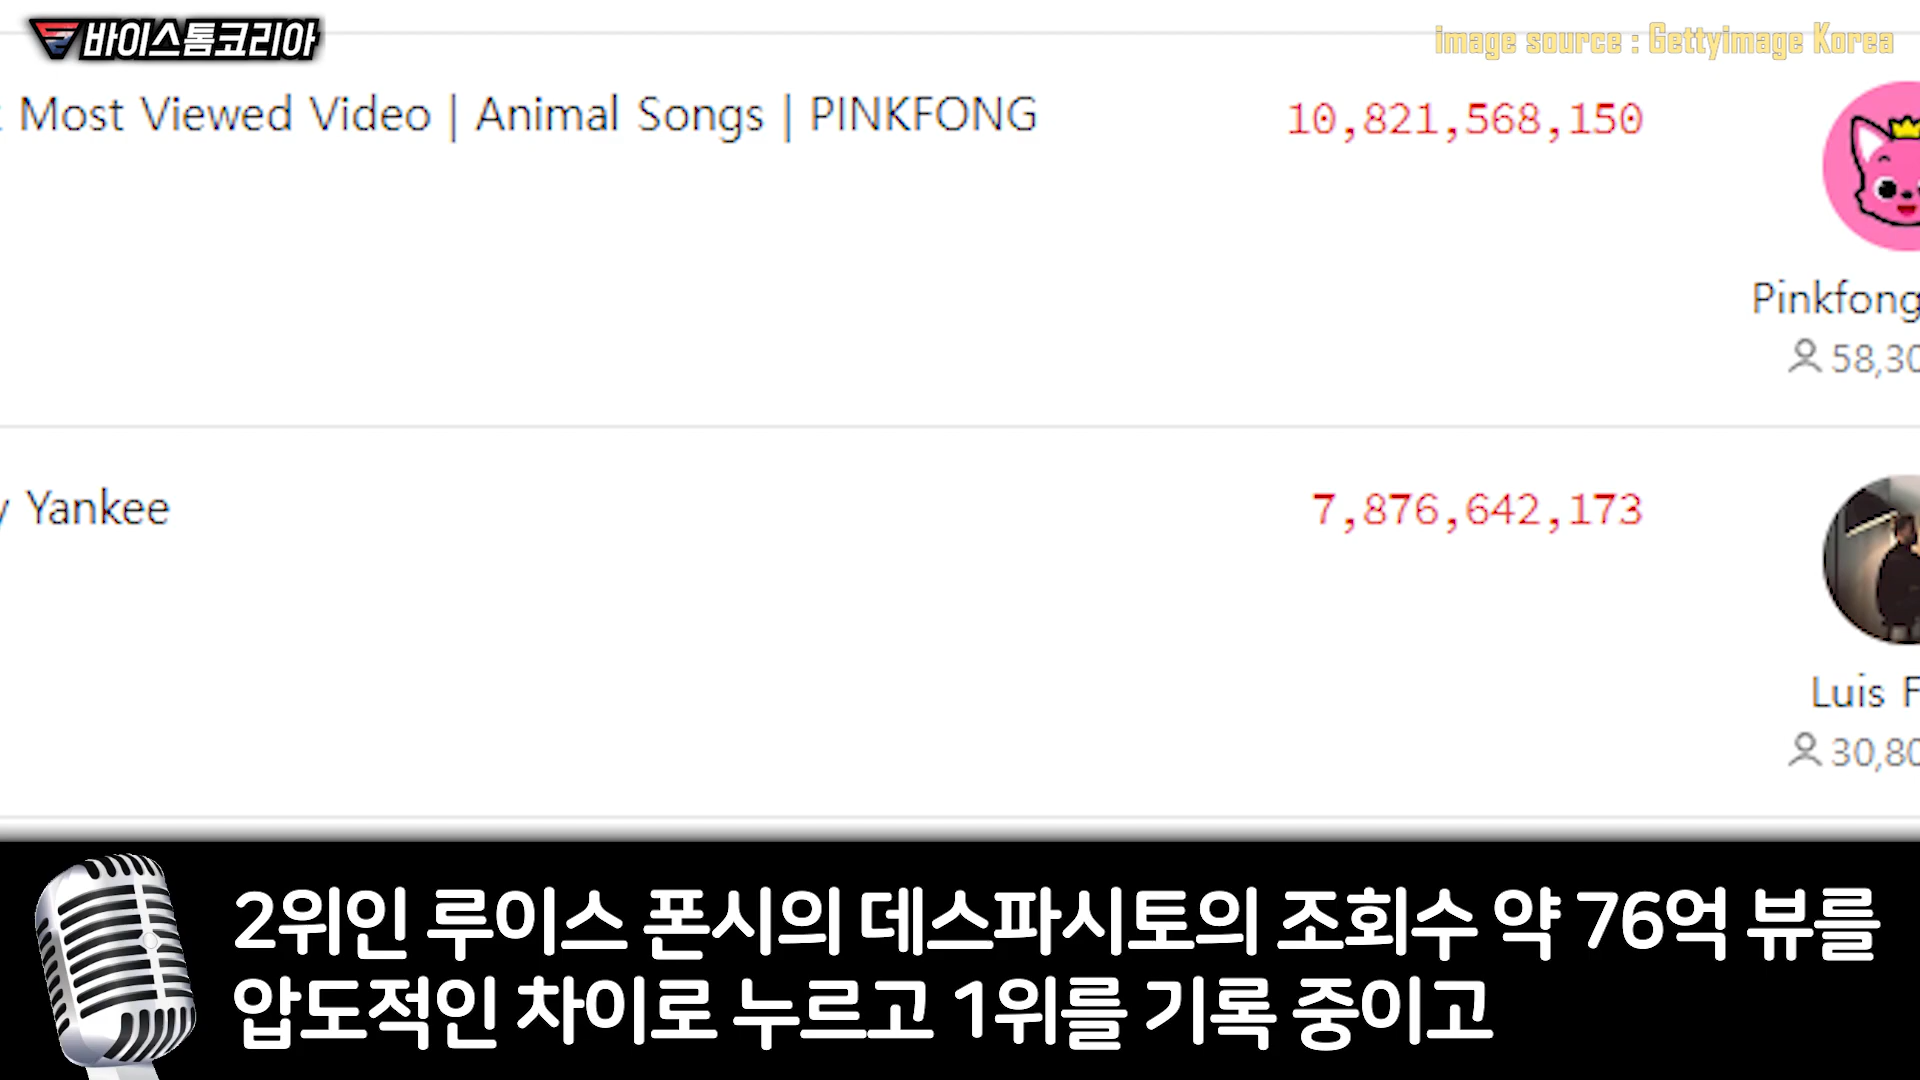 바이스톰코리아
image source : Gettyimage Korea
Most Viewed Video | Animal Songs | PINKFONG
10,821,568,150
Pinkfong
58,30
y Yankee
7,876,642,173
Luis F
30,80
2위인 루이스 폰시의 데스파시토의 조회수 약 76억 뷰를
압도적인 차이로 누르고 1위를 기록 중이고